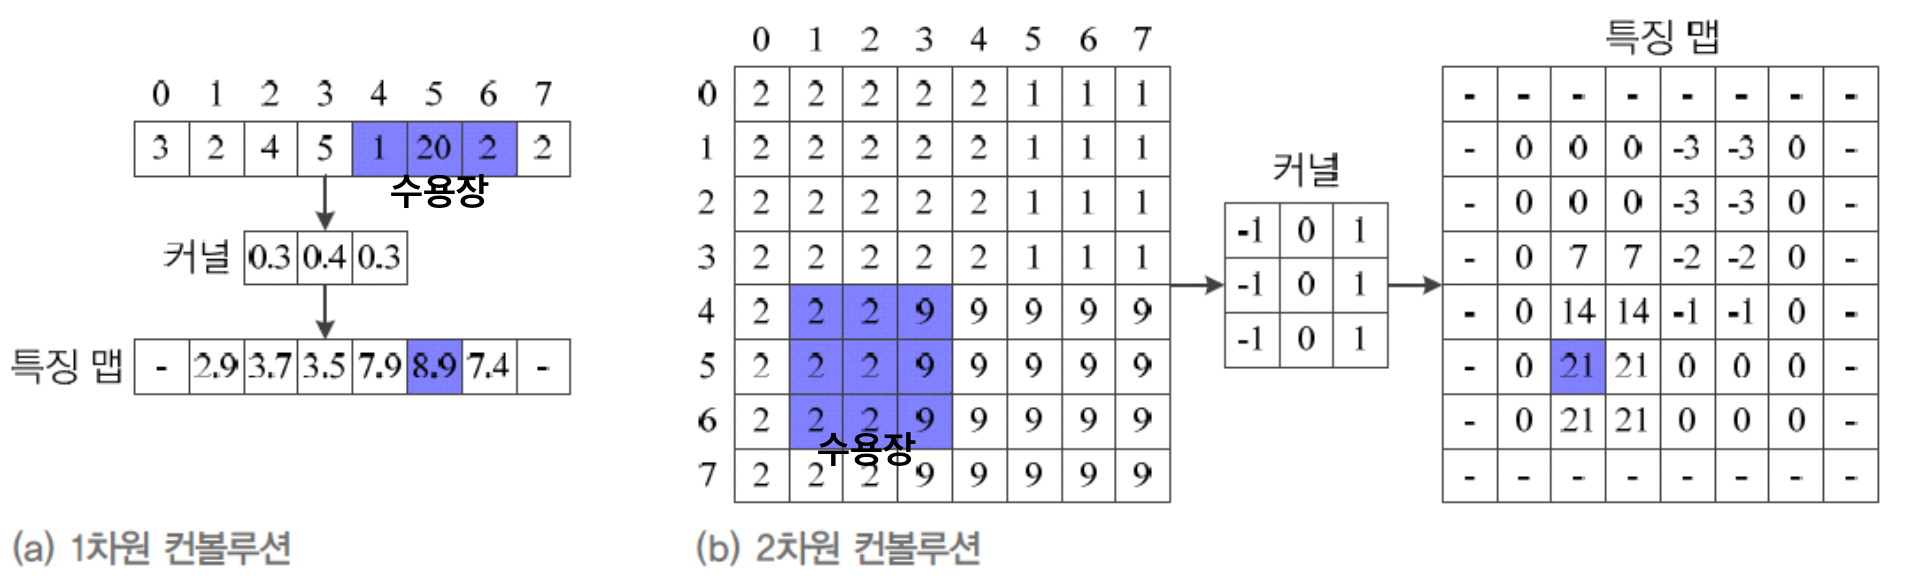 0 1 2 3 4 5 6 7
3 2 4 5 1 20 2 2
수용장
커널 0.3 0.4 0.3
특징 맵 - 2.9 3.7 3.5 7.9 8.9 7.4 -
(a) 1차원 컨볼루션
0 1 2 3 4 5 6 7
0 2 2 2 2 2 1 1 1
1 2 2 2 2 2 1 1 1
2 2 2 2 2 2 1 1 1
3 2 2 2 2 2 1 1 1
4 2 2 2 9 9 9 9 9
5 2 2 2 9 9 9 9 9
6 2 2 2 9 9 9 9 9
수용장
7 2 2 2 9 9 9 9 9
커널
-1 0 1
-1 0 1
-1 0 1
특징 맵
- - - - - - - -
- 0 0 0 -3 -3 0 -
- 0 0 0 -3 -3 0 -
- 0 7 7 -2 -2 0 -
- 0 14 14 -1 -1 0 -
- 0 21 21 0 0 0 -
- 0 21 21 0 0 0 -
- - - - - - - -
(b) 2차원 컨볼루션